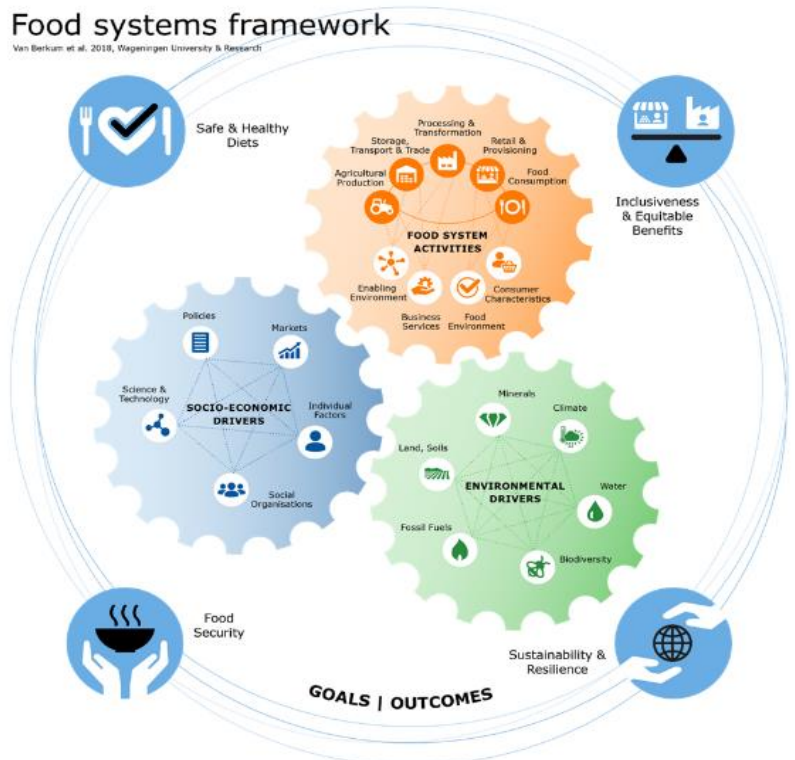 Food systems framework
Van Berkum et al. 2018, Wageningen University & Research
Safe & Healthy
Diets
Inclusiveness
& Equitable
Benefits
Processing &
Transformation
Storage,
Transport & Trade
Retail &
Provisioning
Agricultural
Production
Food
Consumption
FOOD SYSTEM
ACTIVITIES
Enabling
Environment
Business
Services
Food
Environment
Consumer
Characteristics
Policies
Markets
Science &
Technology
SOCIO-ECONOMIC
DRIVERS
Individual
Factors
Social
Organisations
Minerals
Climate
Land, Soils
ENVIRONMENTAL
DRIVERS
Water
Fossil Fuels
Biodiversity
Food
Security
Sustainability &
Resilience
GOALS | OUTCOMES